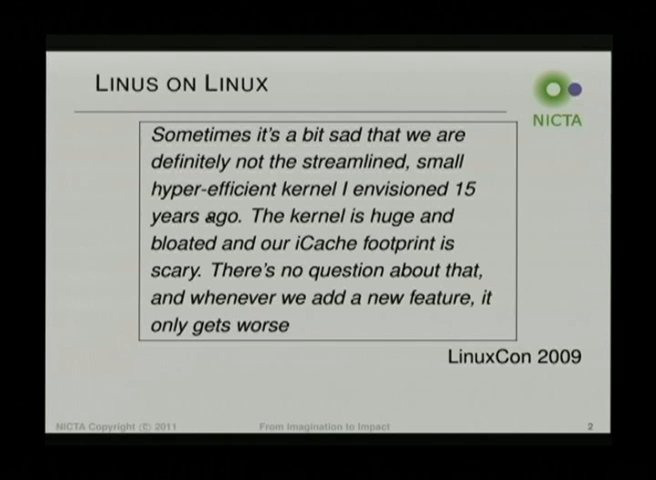 LINUS ON LINUX
NICTA
Sometimes it's a bit sad that we are
definitely not the streamlined, small
hyper-efficient kernel I envisioned 15
years ago. The kernel is huge and
bloated and our iCache footprint is
scary. There's no question about that,
and whenever we add a new feature, it
only gets worse
LinuxCon 2009
NICTA Copyright © 2011 From Imagination to Impact 2